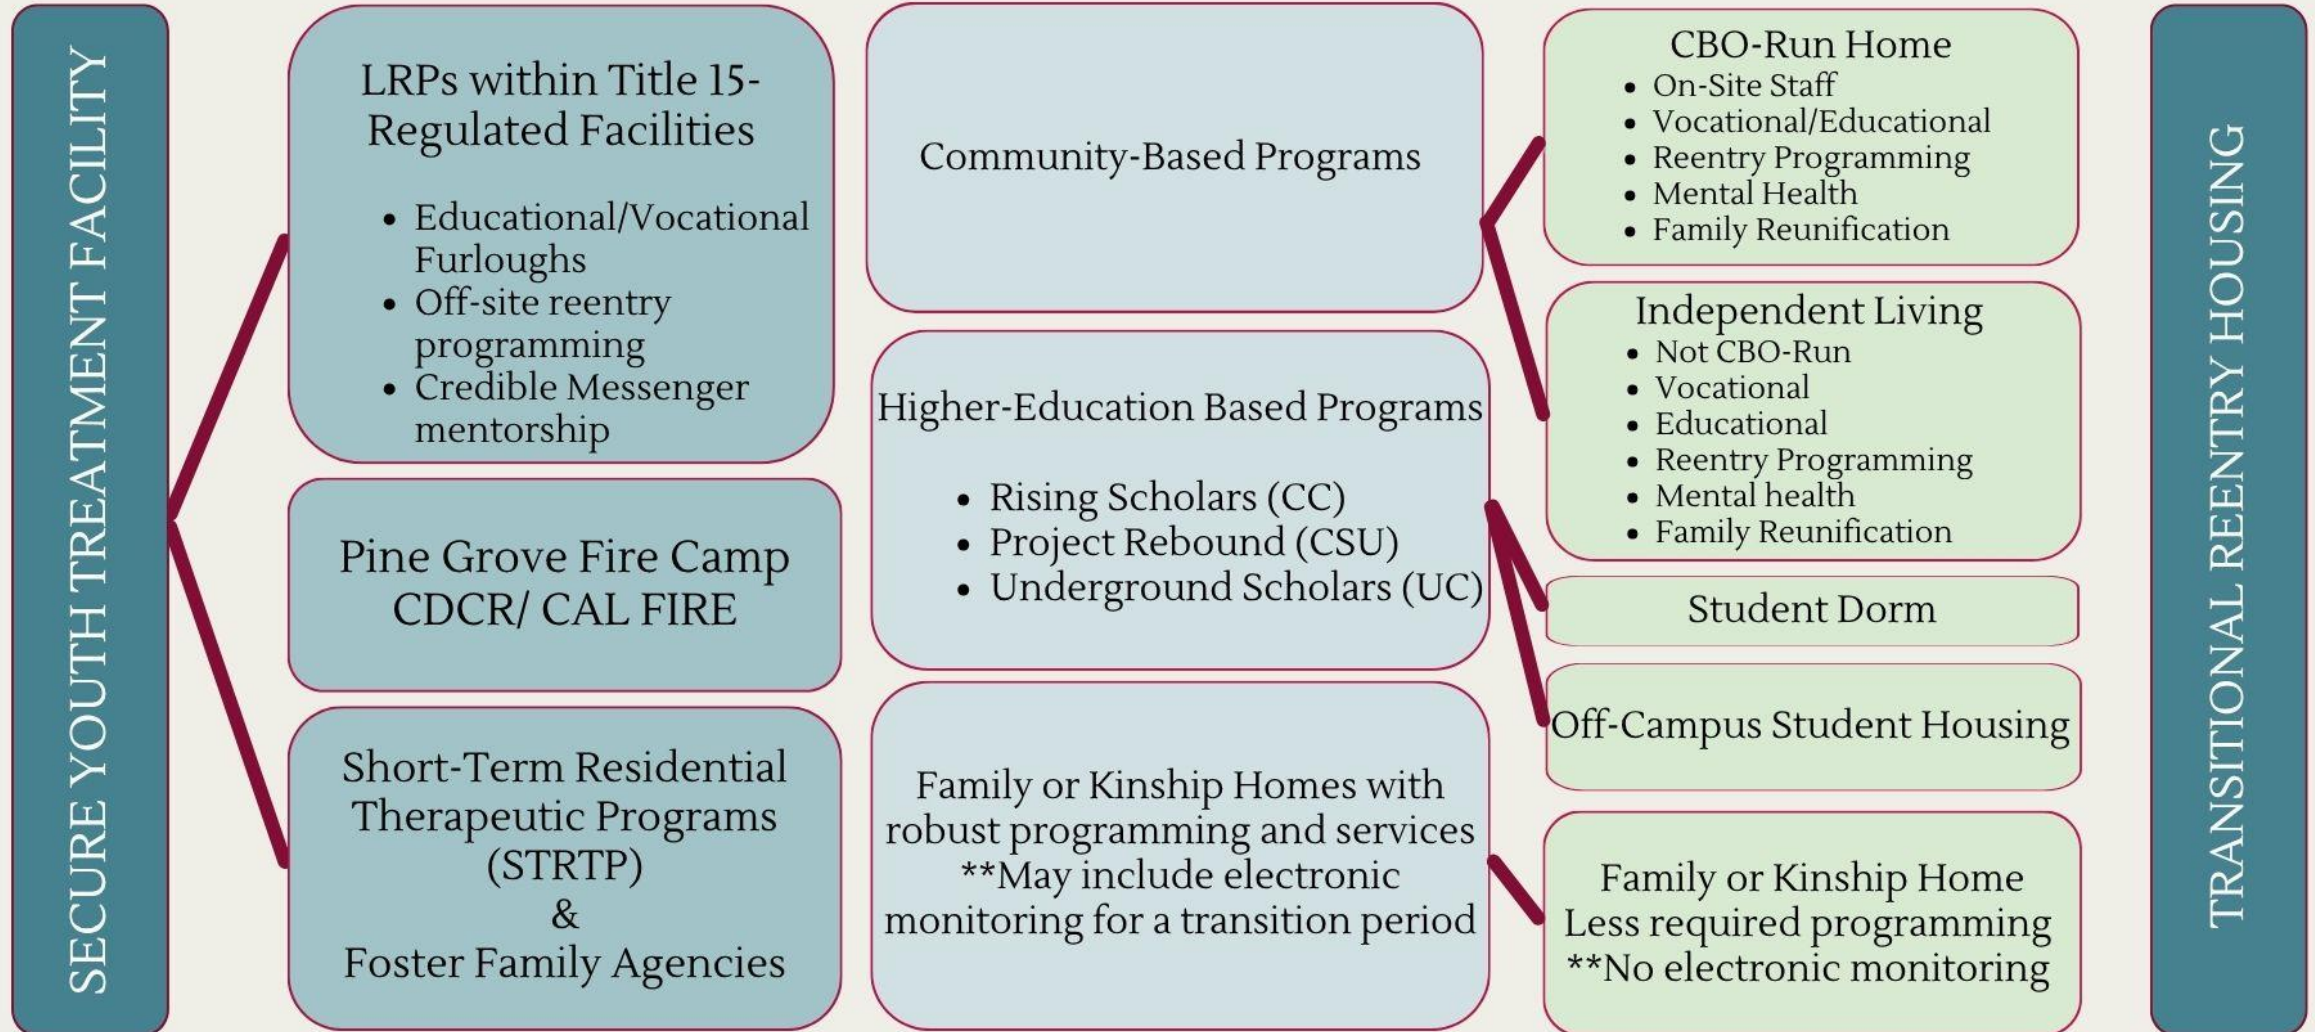 SECURE YOUTH TREATMENT FACILITY
LRPs within Title 15-
Regulated Facilities
• Educational/Vocational
Furloughs
• Off-site reentry
programming
• Credible Messenger
mentorship
Pine Grove Fire Camp
CDCR/ CAL FIRE
Short-Term Residential
Therapeutic Programs
(STRTP)
&
Foster Family Agencies
Community-Based Programs
Higher-Education Based Programs
• Rising Scholars (CC)
• Project Rebound (CSU)
• Underground Scholars (UC)
Family or Kinship Homes with
robust programming and services
**May include electronic
monitoring for a transition period
CBO-Run Home
• On-Site Staff
• Vocational/Educational
• Reentry Programming
• Mental Health
• Family Reunification
Independent Living
• Not CBO-Run
• Vocational
• Educational
• Reentry Programming
• Mental health
• Family Reunification
Student Dorm
Off-Campus Student Housing
Family or Kinship Home
Less required programming
**No electronic monitoring
TRANSITIONAL REENTRY HOUSING